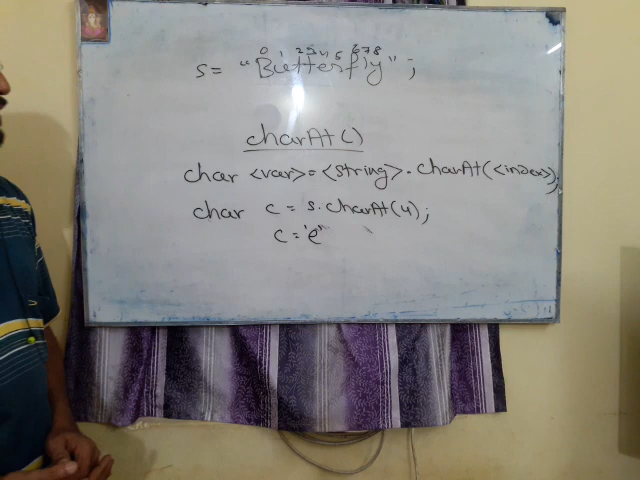 0 1 2 3 4 5 6 7 8
s = "Butterfly" ;
charAt ( )
char <var> = <string> . charAt(<index>);
char c = s.charAt(4);
c = 'e'